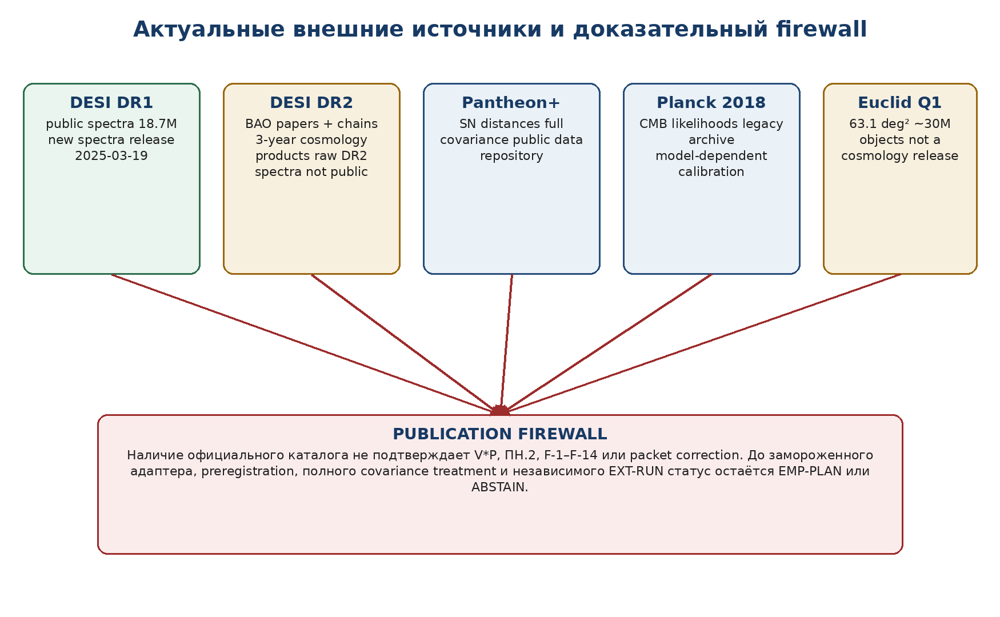 Актуальные внешние источники и доказательный firewall
DESI DR1
public spectra 18.7M
new spectra release
2025-03-19
DESI DR2
BAO papers + chains
3-year cosmology
products raw DR2
spectra not public
Pantheon+
SN distances full
covariance public data
repository
Planck 2018
CMB likelihoods legacy
archive
model-dependent
calibration
Euclid Q1
63.1 deg² ~30M
objects not a
cosmology release
PUBLICATION FIREWALL
Наличие официального каталога не подтверждает V*P, ПН.2, F-1–F-14 или packet correction. До замороженного
адаптера, preregistration, полного covariance treatment и независимого EXT-RUN статус остаётся EMP-PLAN или
ABSTAIN.